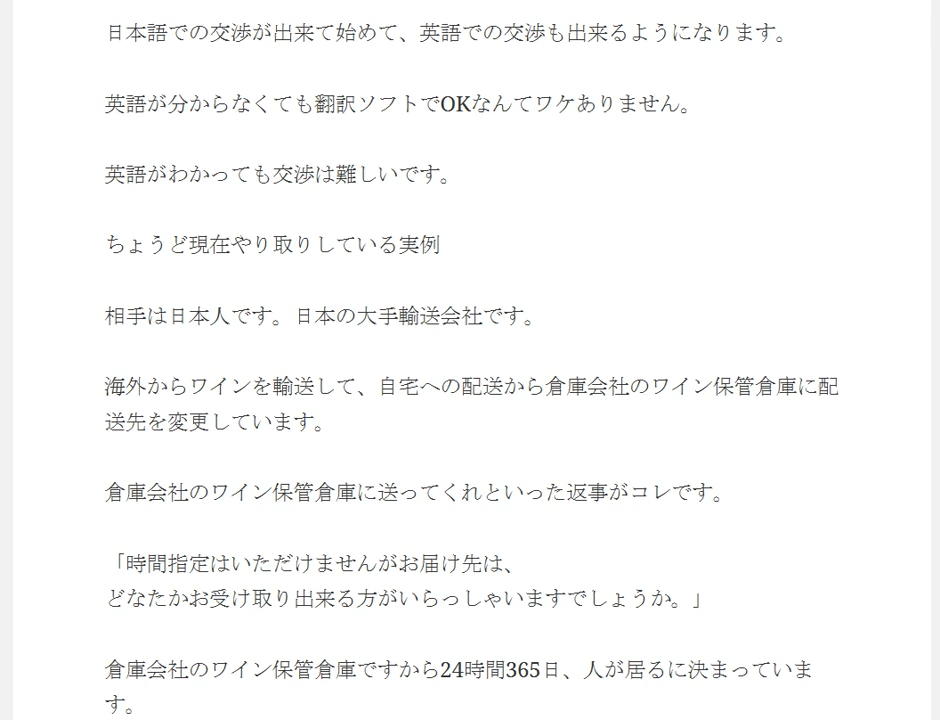 日本語での交渉が出来て始めて、英語での交渉も出来るようになります。
英語が分からなくても翻訳ソフトでOKなんてワケありません。
英語がわかっても交渉は難しいです。
ちょうど現在やり取りしている実例
相手は日本人です。日本の大手輸送会社です。
海外からワインを輸送して、自宅への配送から倉庫会社のワイン保管倉庫に配
送先を変更しています。
倉庫会社のワイン保管倉庫に送ってくれといった返事がコレです。
「時間指定はいただけませんがお届け先は、
どなたかお受け取り出来る方がいらっしゃいますでしょうか。」
倉庫会社のワイン保管倉庫ですから24時間365日、人が居るに決まっていま
す。